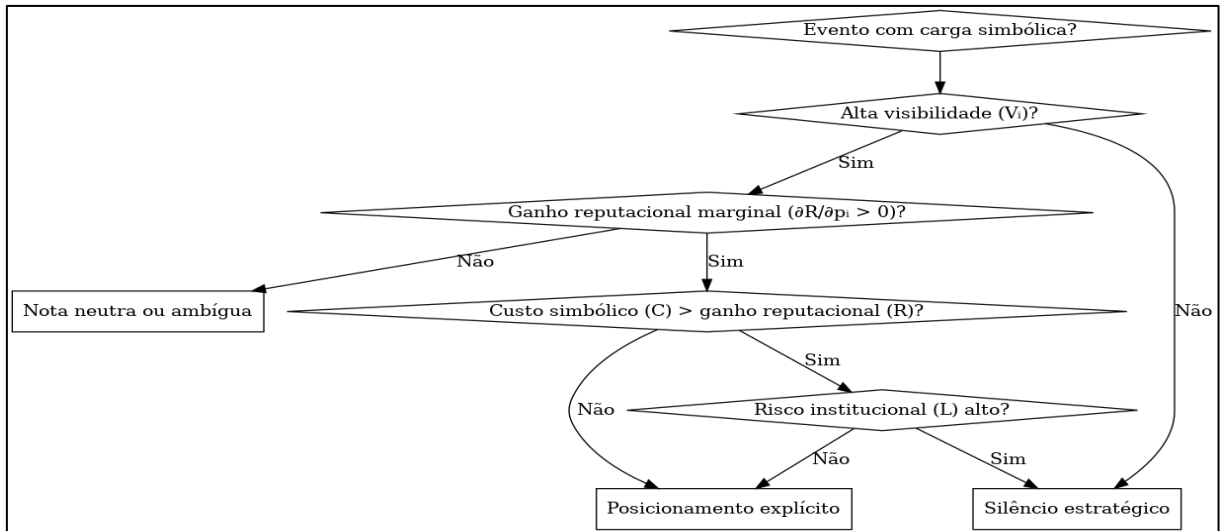 Evento com carga simbólica?
Alta visibilidade (Vᵢ)?
Sim
Ganho reputacional marginal (∂R/∂pᵢ > 0)?
Não
Sim
Nota neutra ou ambígua
Custo simbólico (C) > ganho reputacional (R)?
Não
Sim
Não
Risco institucional (L) alto?
Não
Sim
Posicionamento explícito
Silêncio estratégico